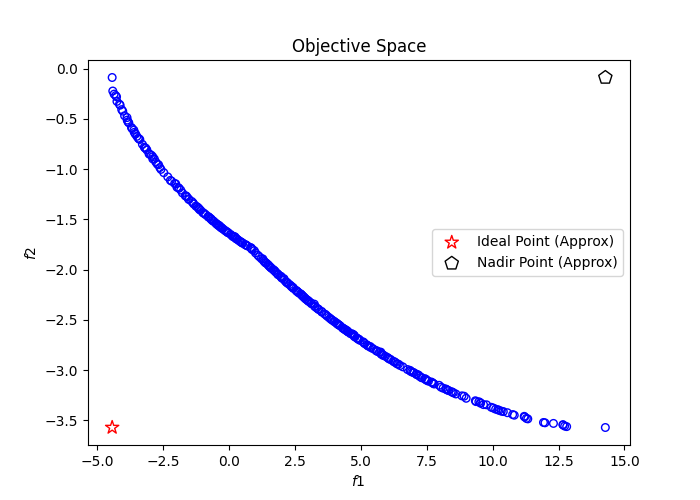 Objective Space
0.0
−0.5
−1.0
−1.5
−2.0
−2.5
−3.0
−3.5
f2
Ideal Point (Approx)
Nadir Point (Approx)
−5.0 −2.5 0.0 2.5 5.0 7.5 10.0 12.5 15.0
f1